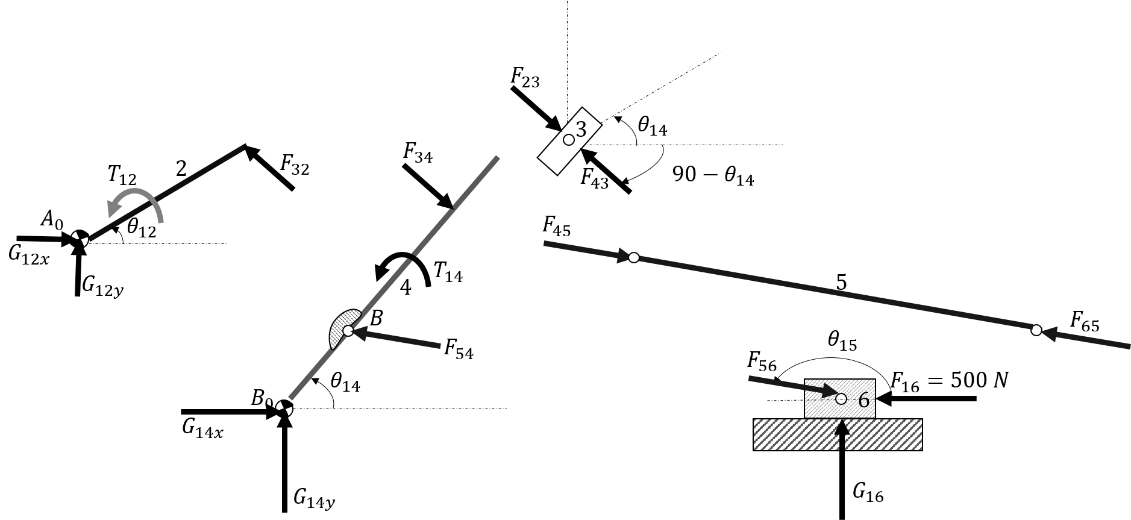 F₂₃
3
θ₁₄
F₄₃
90 − θ₁₄
F₃₄
2
T₁₂
F₃₂
A₀
θ₁₂
G₁₂ₓ
G₁₂y
T₁₄
4
B
F₅₄
θ₁₄
B₀
G₁₄ₓ
G₁₄y
F₄₅
5
F₆₅
θ₁₅
F₅₆
F₁₆ = 500 N
6
G₁₆